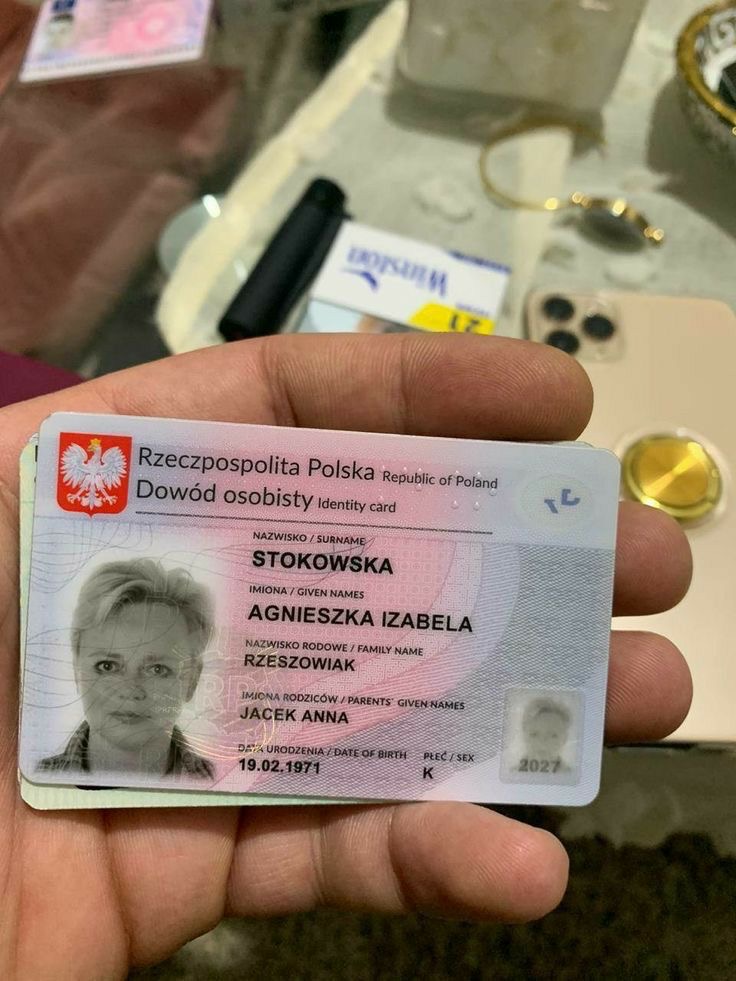 Winston
21
Rzeczpospolita Polska Republic of Poland
Dowód osobisty Identity card
NAZWISKO / SURNAME
STOKOWSKA
IMIONA / GIVEN NAMES
AGNIESZKA IZABELA
NAZWISKO RODOWE / FAMILY NAME
RZESZOWIAK
IMIONA RODZICÓW / PARENTS` GIVEN NAMES
JACEK ANNA
DATA URODZENIA / DATE OF BIRTH PŁEĆ / SEX
19.02.1971 K
2027